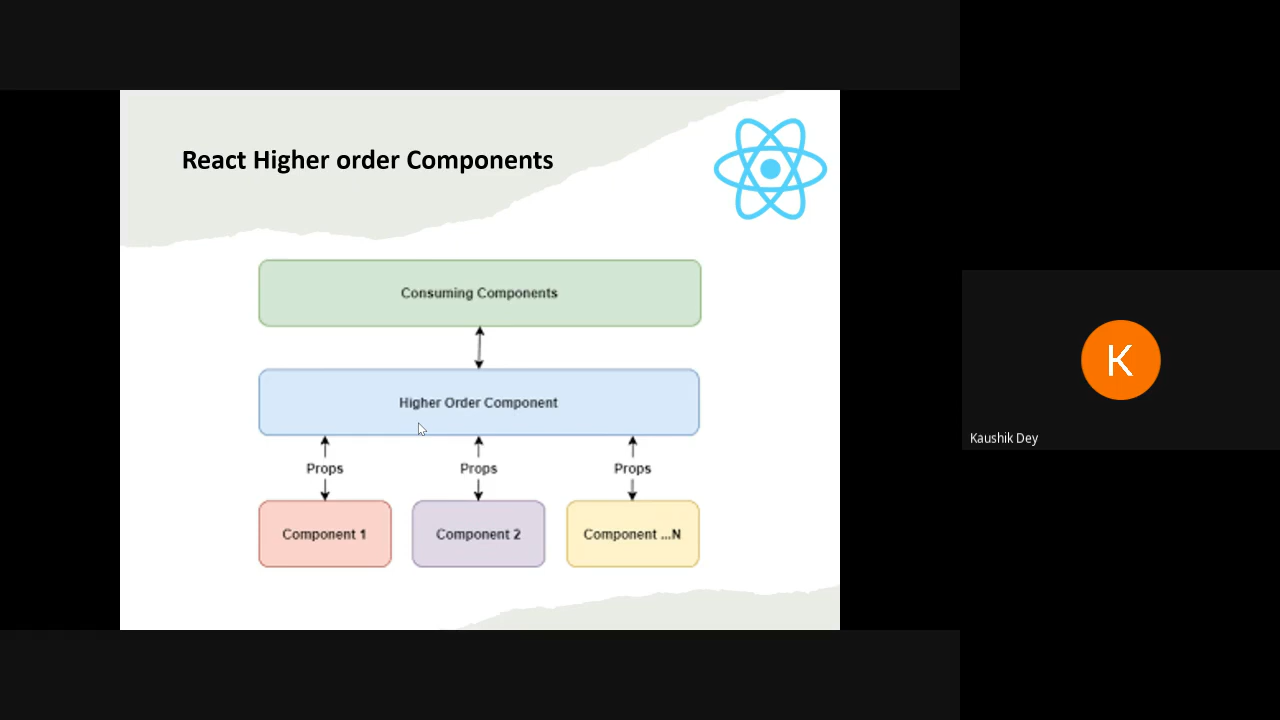 React Higher order Components
Consuming Components
Higher Order Component
Props Props Props
Component 1 Component 2 Component ...N
K
Kaushik Dey